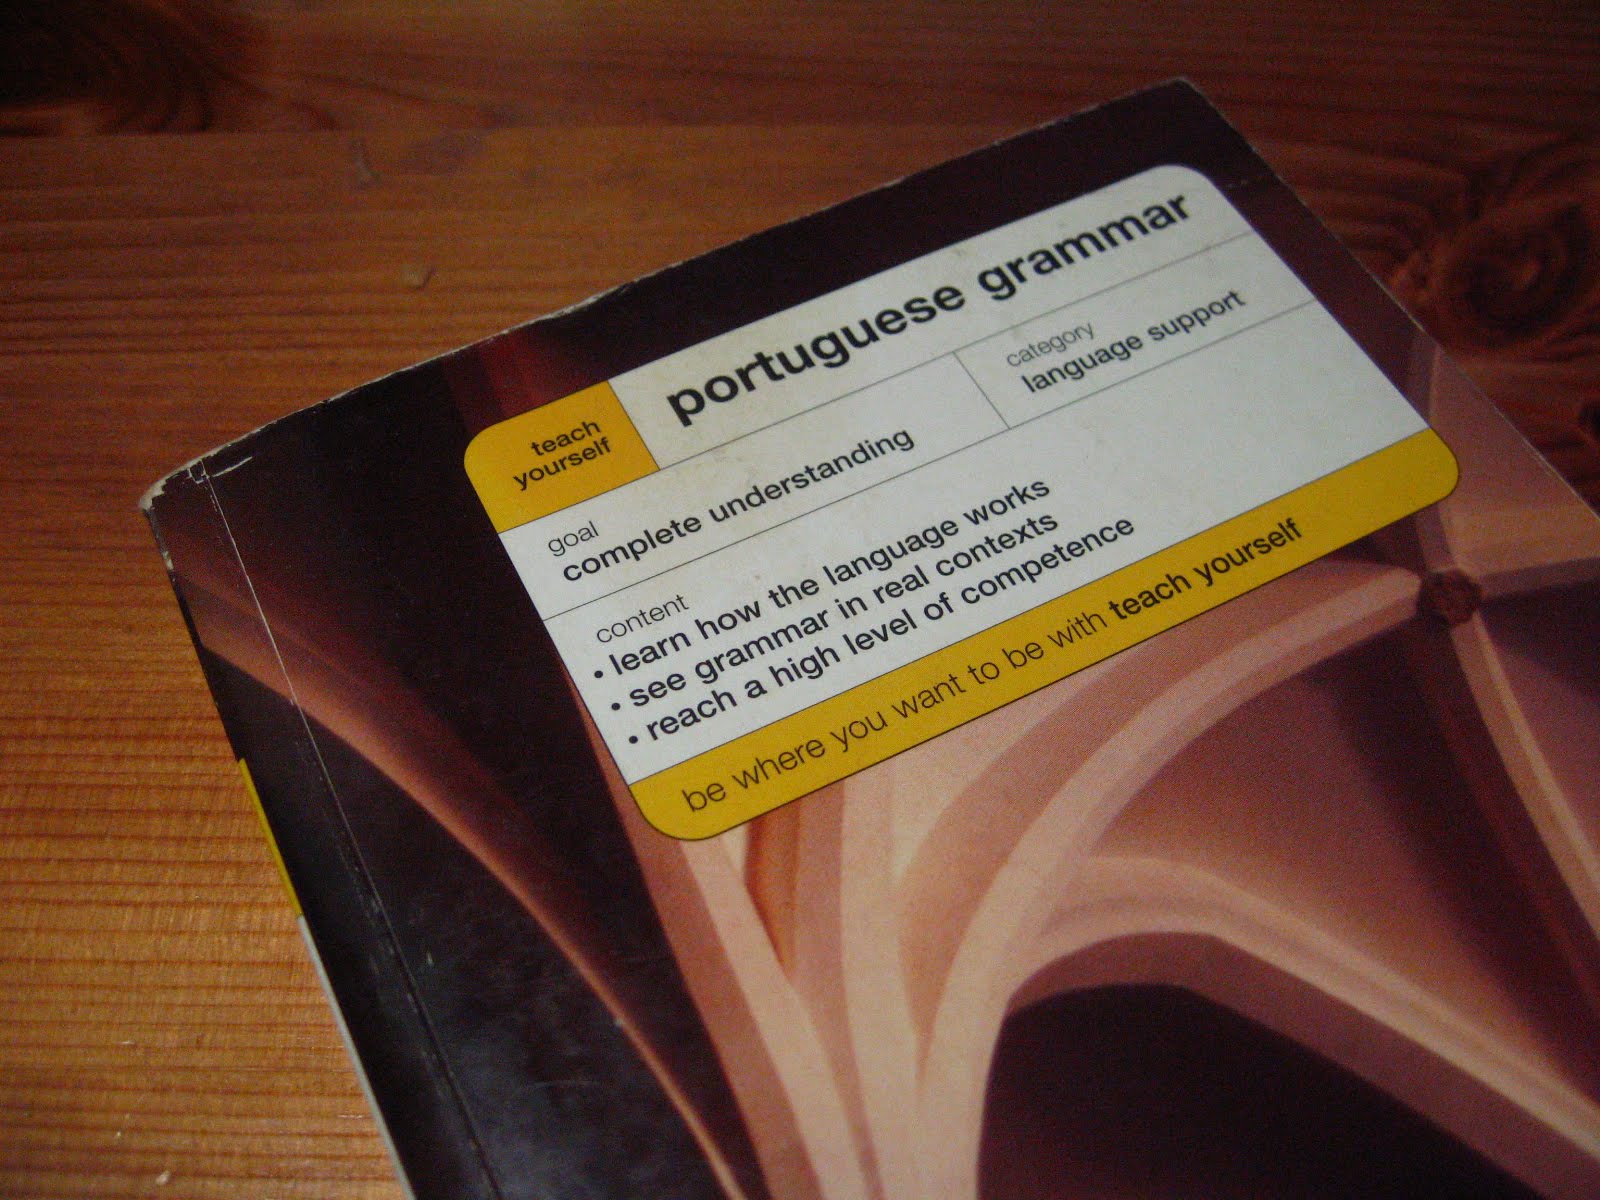 teach
yourself
portuguese grammar
goal
complete understanding
category
language support
content
• learn how the language works
• see grammar in real contexts
• reach a high level of competence
be where you want to be with teach yourself